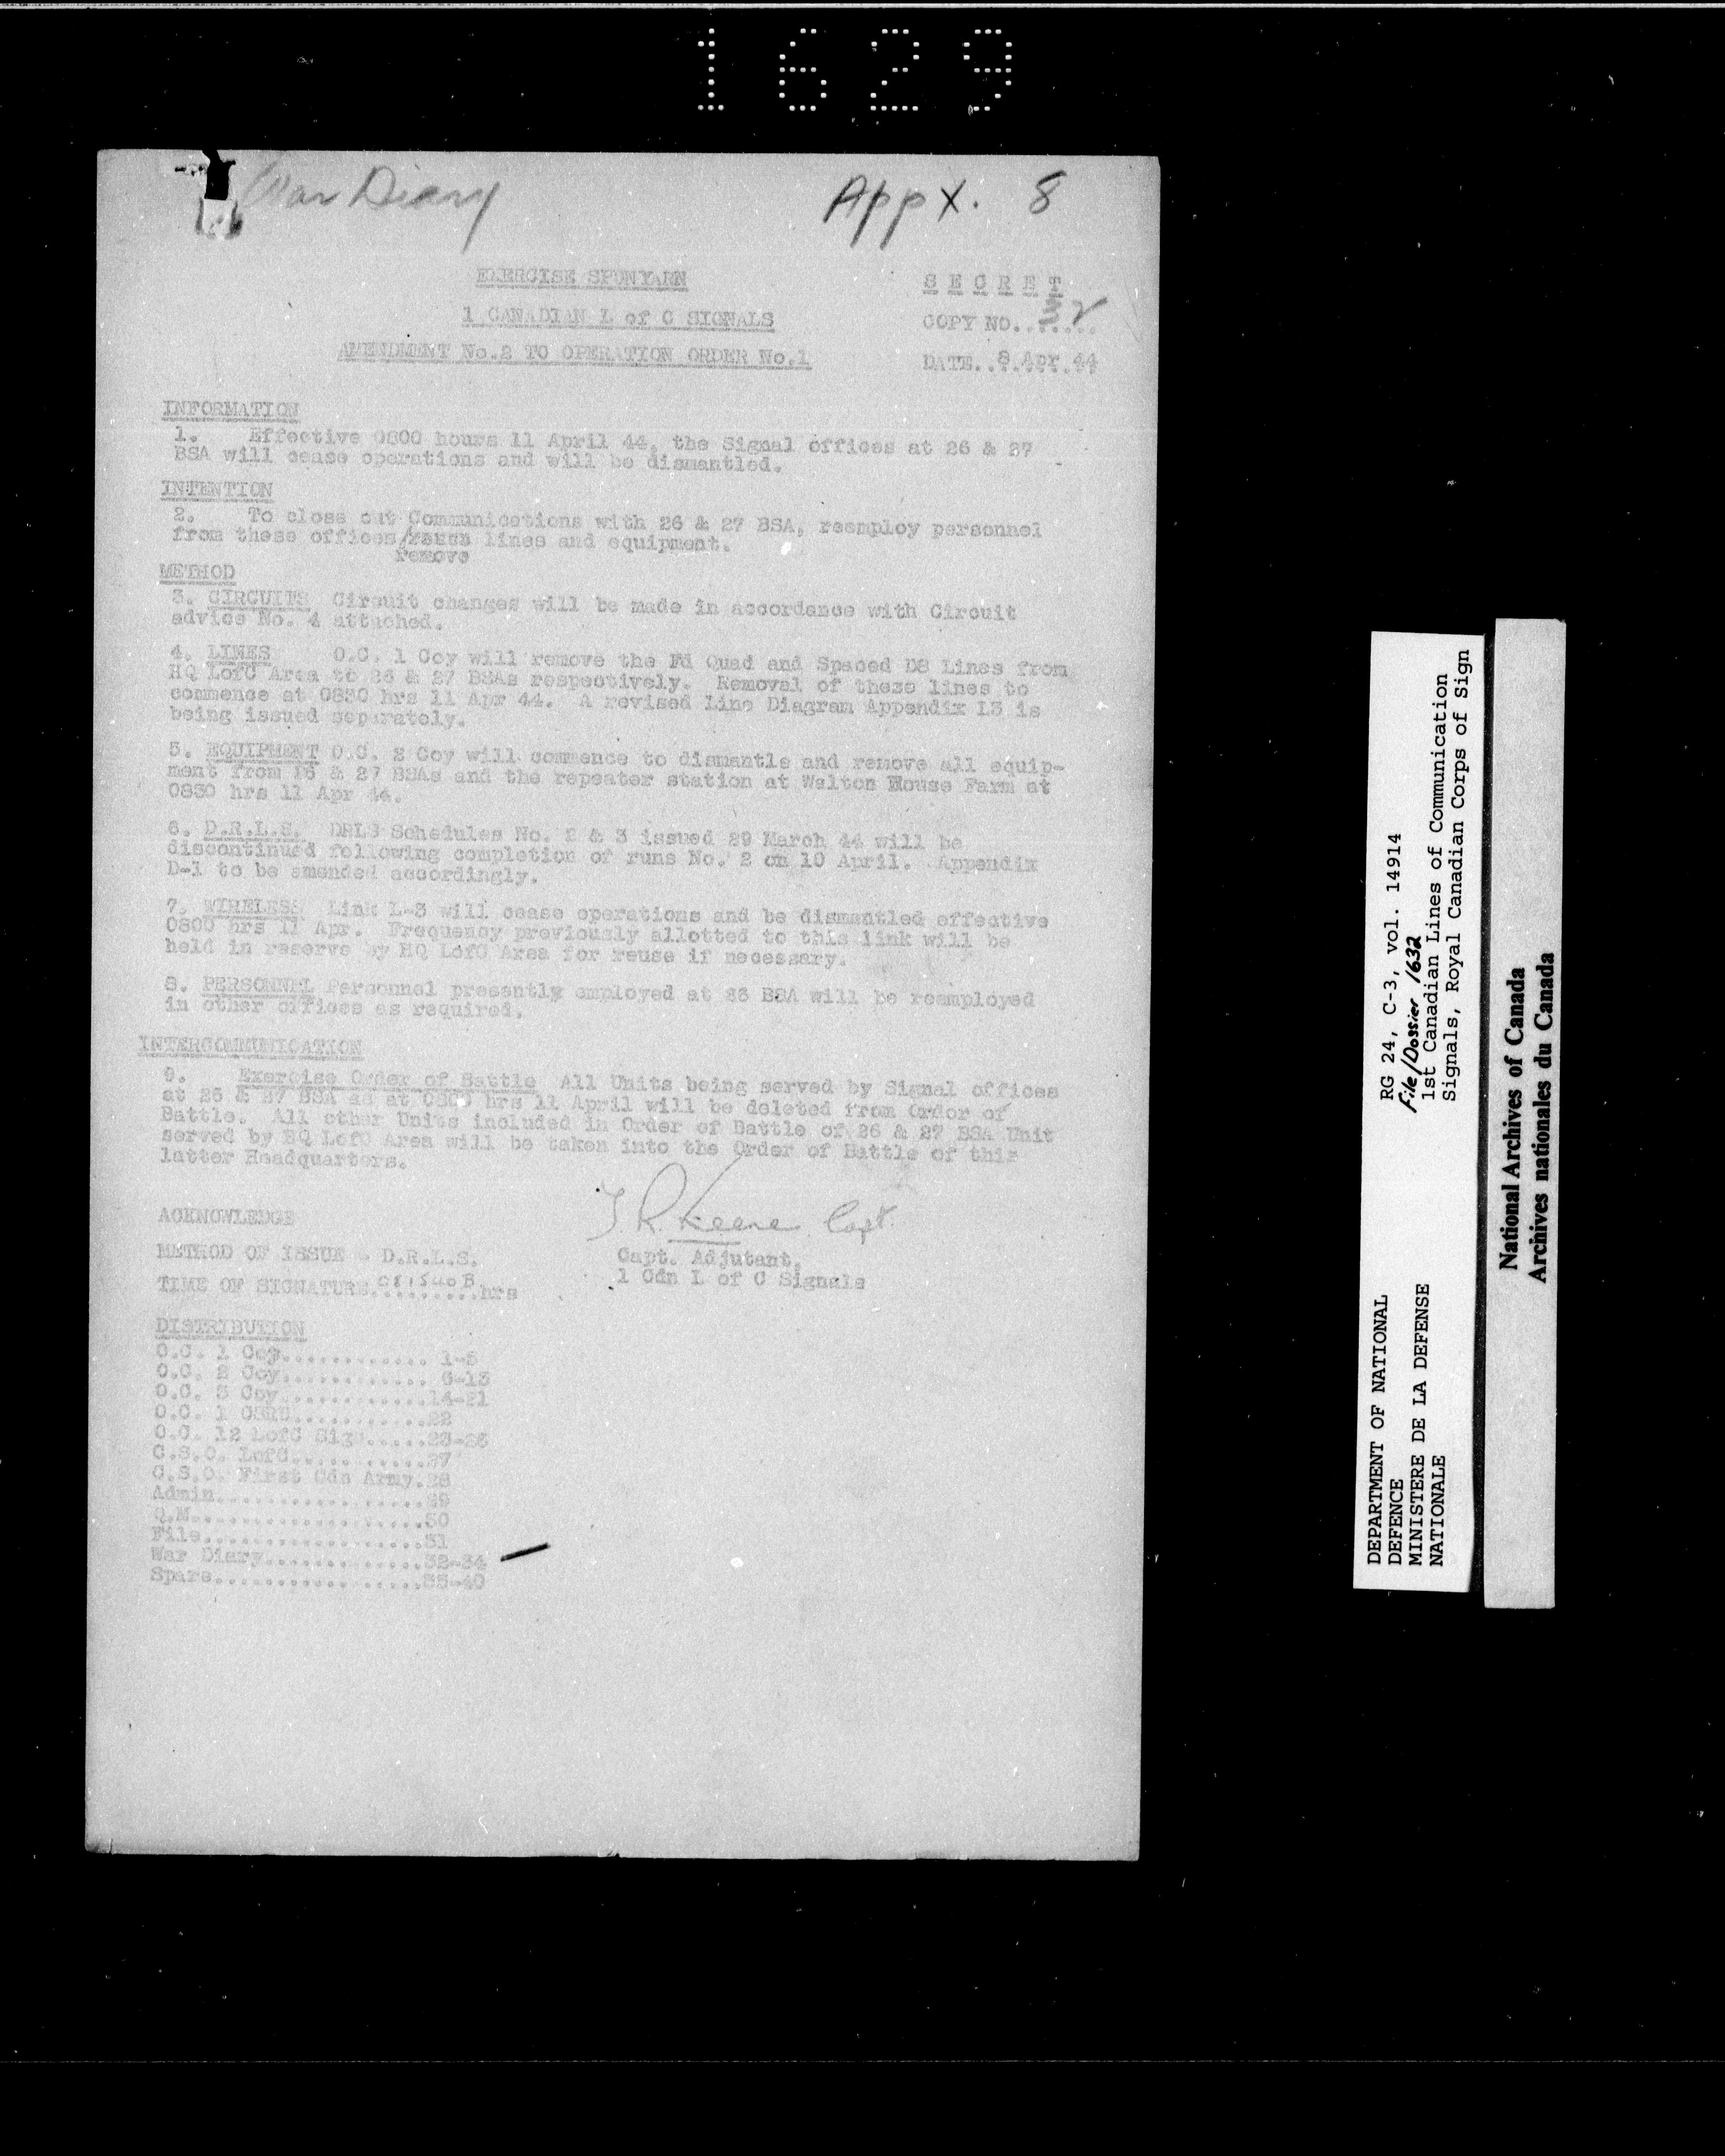 1629
War Diary
Appx. 8
EXERCISE SPUNYARN
SECRET
1 CANADIAN L of C SIGNALS
COPY NO. 32
AMENDMENT No.2 TO OPERATION ORDER No.1
DATE. 8 Apr 44
INFORMATION
1. Effective 0800 hours 11 April 44, the Signal offices at 26 & 27
BSA will cease operations and will be dismantled.
INTENTION
2. To close out Communications with 26 & 27 BSA, reemploy personnel
from these offices/ lines and equipment.
remove
METHOD
3. CIRCUITS Circuit changes will be made in accordance with Circuit
advice No. 4 attached.
4. LINES O.C. 1 Coy will remove the Fd Quad and Spaced D8 Lines from
HQ LofC Area to 26 & 27 BSAs respectively. Removal of these lines to
commence at 0830 hrs 11 Apr 44. A revised Line Diagram Appendix L3 is
being issued separately.
5. EQUIPMENT O.C. 2 Coy will commence to dismantle and remove all equip-
ment from 26 & 27 BSAs and the repeater station at Walton House Farm at
0830 hrs 11 Apr 44.
6. D.R.L.S. DRLS Schedules No. 2 & 3 issued 29 March 44 will be
discontinued following completion of runs No. 2 on 10 April. Appendix
D-1 to be amended accordingly.
7. WIRELESS Link L-3 will cease operations and be dismantled effective
0800 hrs 11 Apr. Frequency previously allotted to this link will be
held in reserve by HQ LofC Area for reuse if necessary.
8. PERSONNEL Personnel presently employed at 26 BSA will be reemployed
in other offices as required.
INTERCOMMUNICATION
9. Exercise Order of Battle All Units being served by Signal offices
at 26 & 27 BSA as at 0800 hrs 11 April will be deleted from Order of
Battle. All other Units included in Order of Battle of 26 & 27 BSA Unit
served by HQ LofC Area will be taken into the Order of Battle of this
latter Headquarters.
ACKNOWLEDGE
T R Keene Capt.
METHOD OF ISSUE - D.R.L.S.
Capt. Adjutant,
TIME OF SIGNATURE 081540B hrs
1 Cdn L of C Signals
DISTRIBUTION
O.C. 1 Coy............ 1-5
O.C. 2 Coy............ 6-13
O.C. 3 Coy............14-21
O.C. 1 ...........22
O.C. 12 LofC Sigs.....23-26
C.S.O. LofC...........27
C.S.O. First Cdn Army.28
Admin.................29
Q.M...................30
File..................31
War Diary.............32-34
Spare.................35-40
RG 24, C-3, vol. 14914
File/Dossier 1632
1st Canadian Lines of Communication
Signals, Royal Canadian Corps of Sign
DEPARTMENT OF NATIONAL
DEFENCE
MINISTERE DE LA DEFENSE
NATIONALE
National Archives of Canada
Archives nationales du Canada